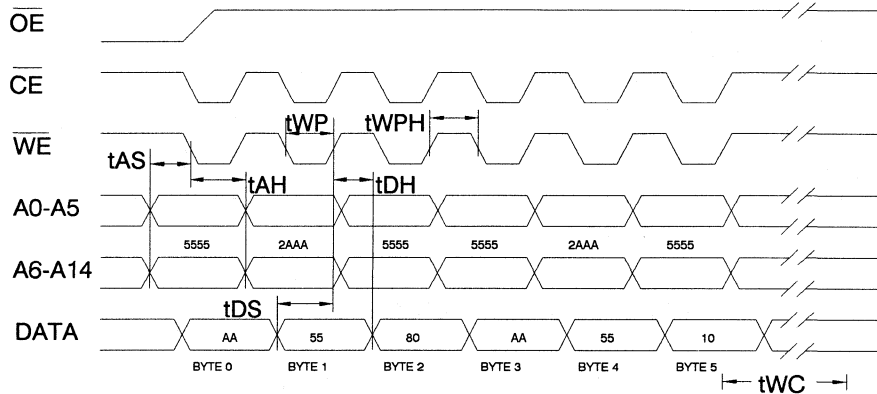 OE
CE
tWP
tWPH
WE
tAS
tAH
tDH
A0-A5
5555 2AAA 5555 5555 2AAA 5555
A6-A14
tDS
DATA
AA 55 80 AA 55 10
BYTE 0 BYTE 1 BYTE 2 BYTE 3 BYTE 4 BYTE 5
tWC